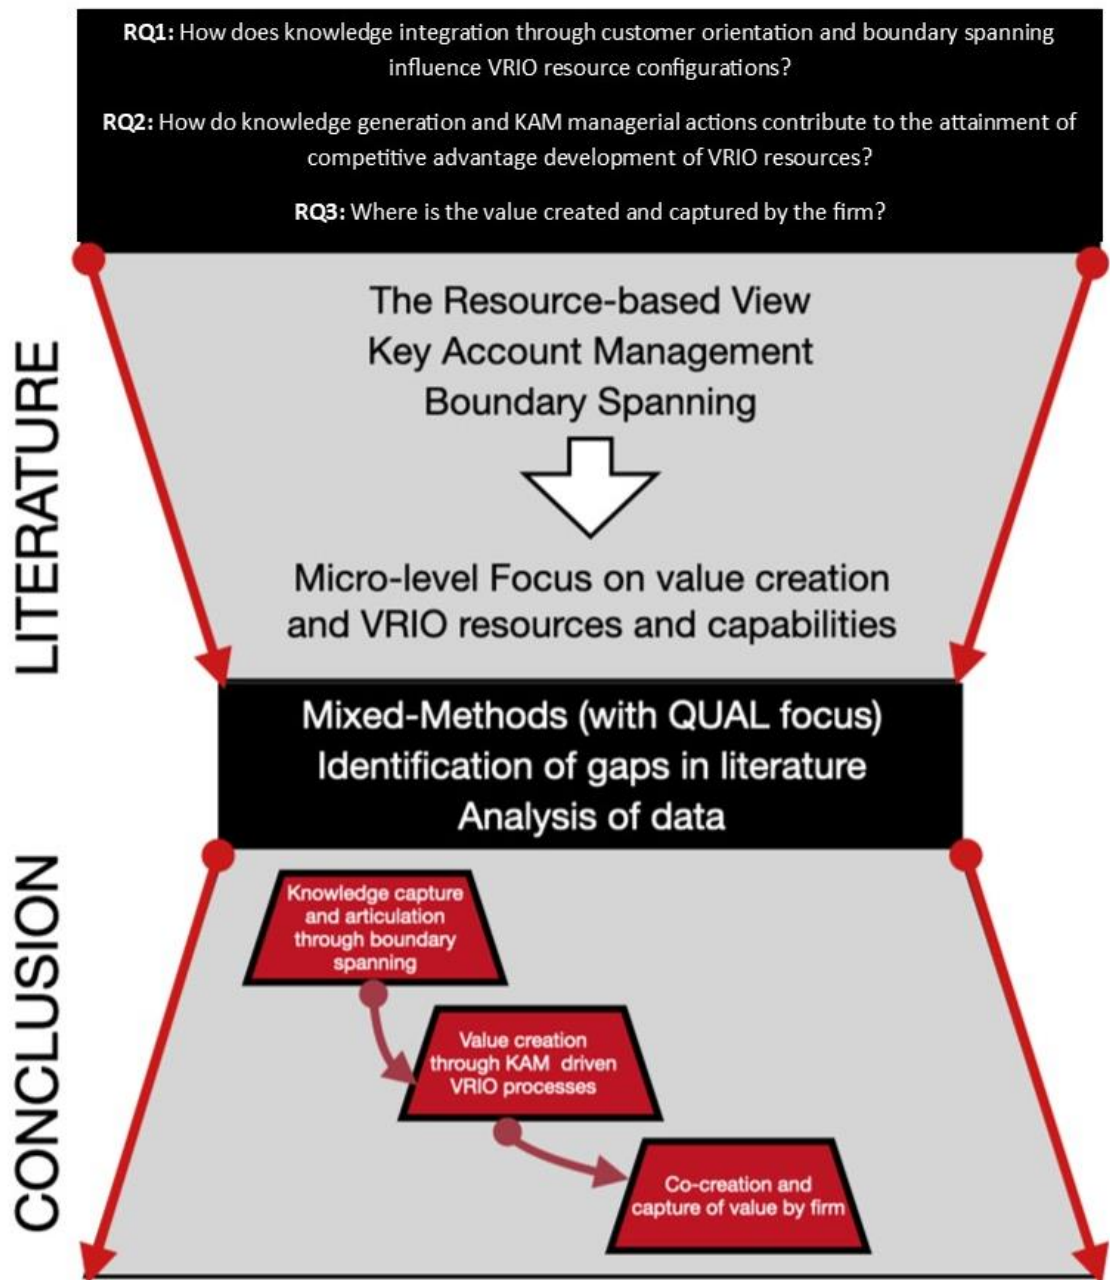 RQ1: How does knowledge integration through customer orientation and boundary spanning
influence VRIO resource configurations?
RQ2: How do knowledge generation and KAM managerial actions contribute to the attainment of
competitive advantage development of VRIO resources?
RQ3: Where is the value created and captured by the firm?
LITERATURE
The Resource-based View
Key Account Management
Boundary Spanning
Micro-level Focus on value creation
and VRIO resources and capabilities
Mixed-Methods (with QUAL focus)
Identification of gaps in literature
Analysis of data
CONCLUSION
Knowledge capture
and articulation
through boundary
spanning
Value creation
through KAM driven
VRIO processes
Co-creation and
capture of value by firm